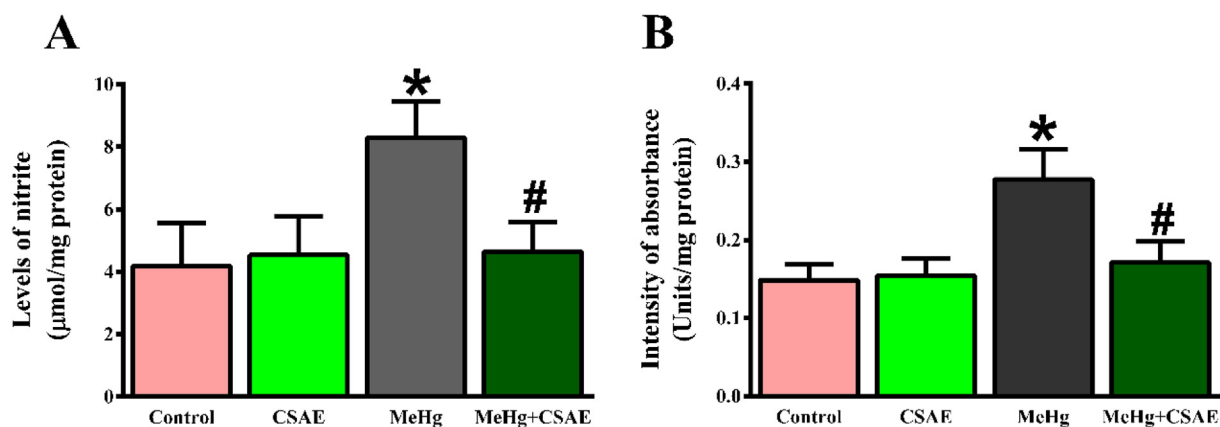 A
Levels of nitrite
(µmol/mg protein)
10
8
6
4
2
0
*
#
Control CSAE MeHg MeHg+CSAE
B
Intensity of absorbance
(Units/mg protein)
0.4
0.3
0.2
0.1
0.0
*
#
Control CSAE MeHg MeHg+CSAE